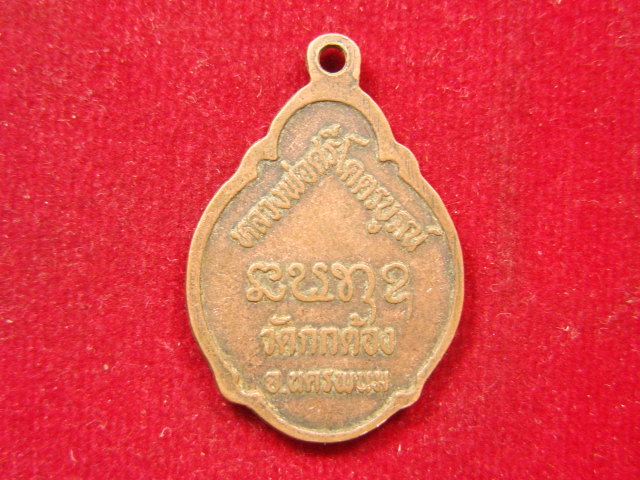 หลวงพ่อศรีโคตรบูรณ์
วัดกกต้อง
จ.นครพนม